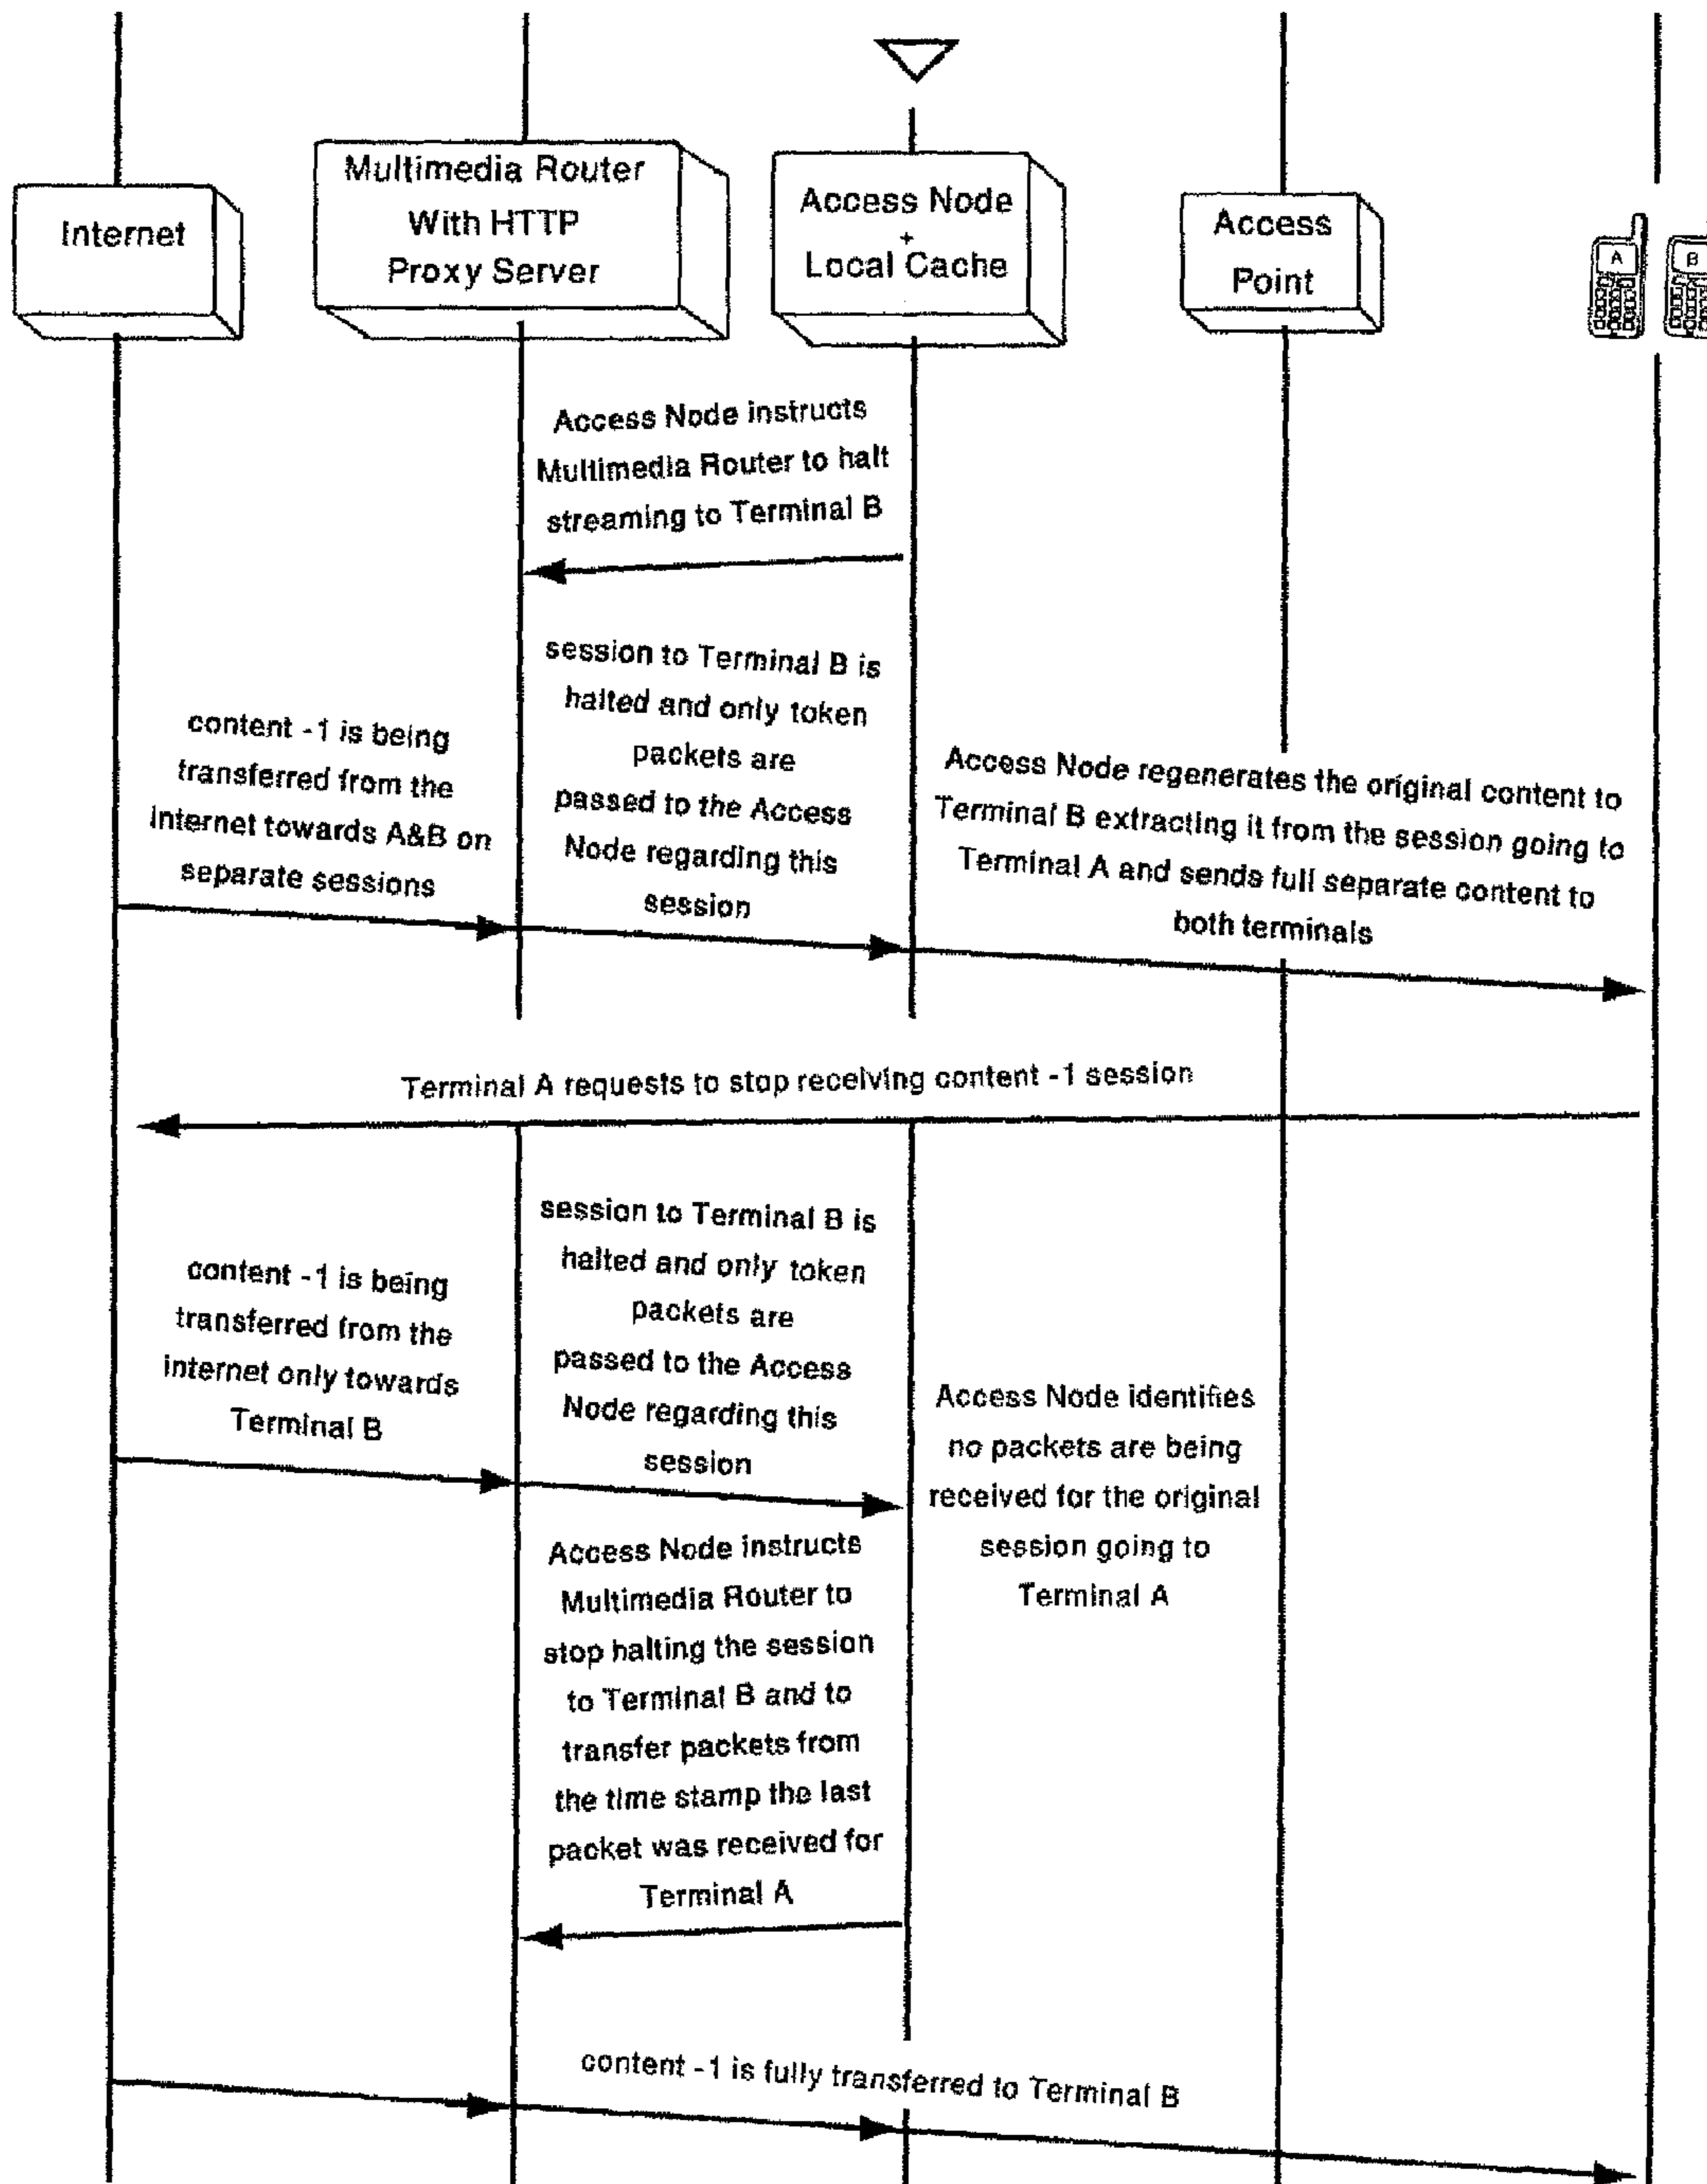 Internet
Multimedia Router
With HTTP
Proxy Server
Access Node
+
Local Cache
Access
Point
A
B
Access Node instructs
Multimedia Router to halt
streaming to Terminal B
content -1 is being
transferred from the
Internet towards A&B on
separate sessions
session to Terminal B is
halted and only token
packets are
passed to the Access
Node regarding this
session
Access Node regenerates the original content to
Terminal B extracting it from the session going to
Terminal A and sends full separate content to
both terminals
Terminal A requests to stop receiving content -1 session
content -1 is being
transferred from the
internet only towards
Terminal B
session to Terminal B is
halted and only token
packets are
passed to the Access
Node regarding this
session
Access Node identifies
no packets are being
received for the original
session going to
Terminal A
Access Node instructs
Multimedia Router to
stop halting the session
to Terminal B and to
transfer packets from
the time stamp the last
packet was received for
Terminal A
content -1 is fully transferred to Terminal B